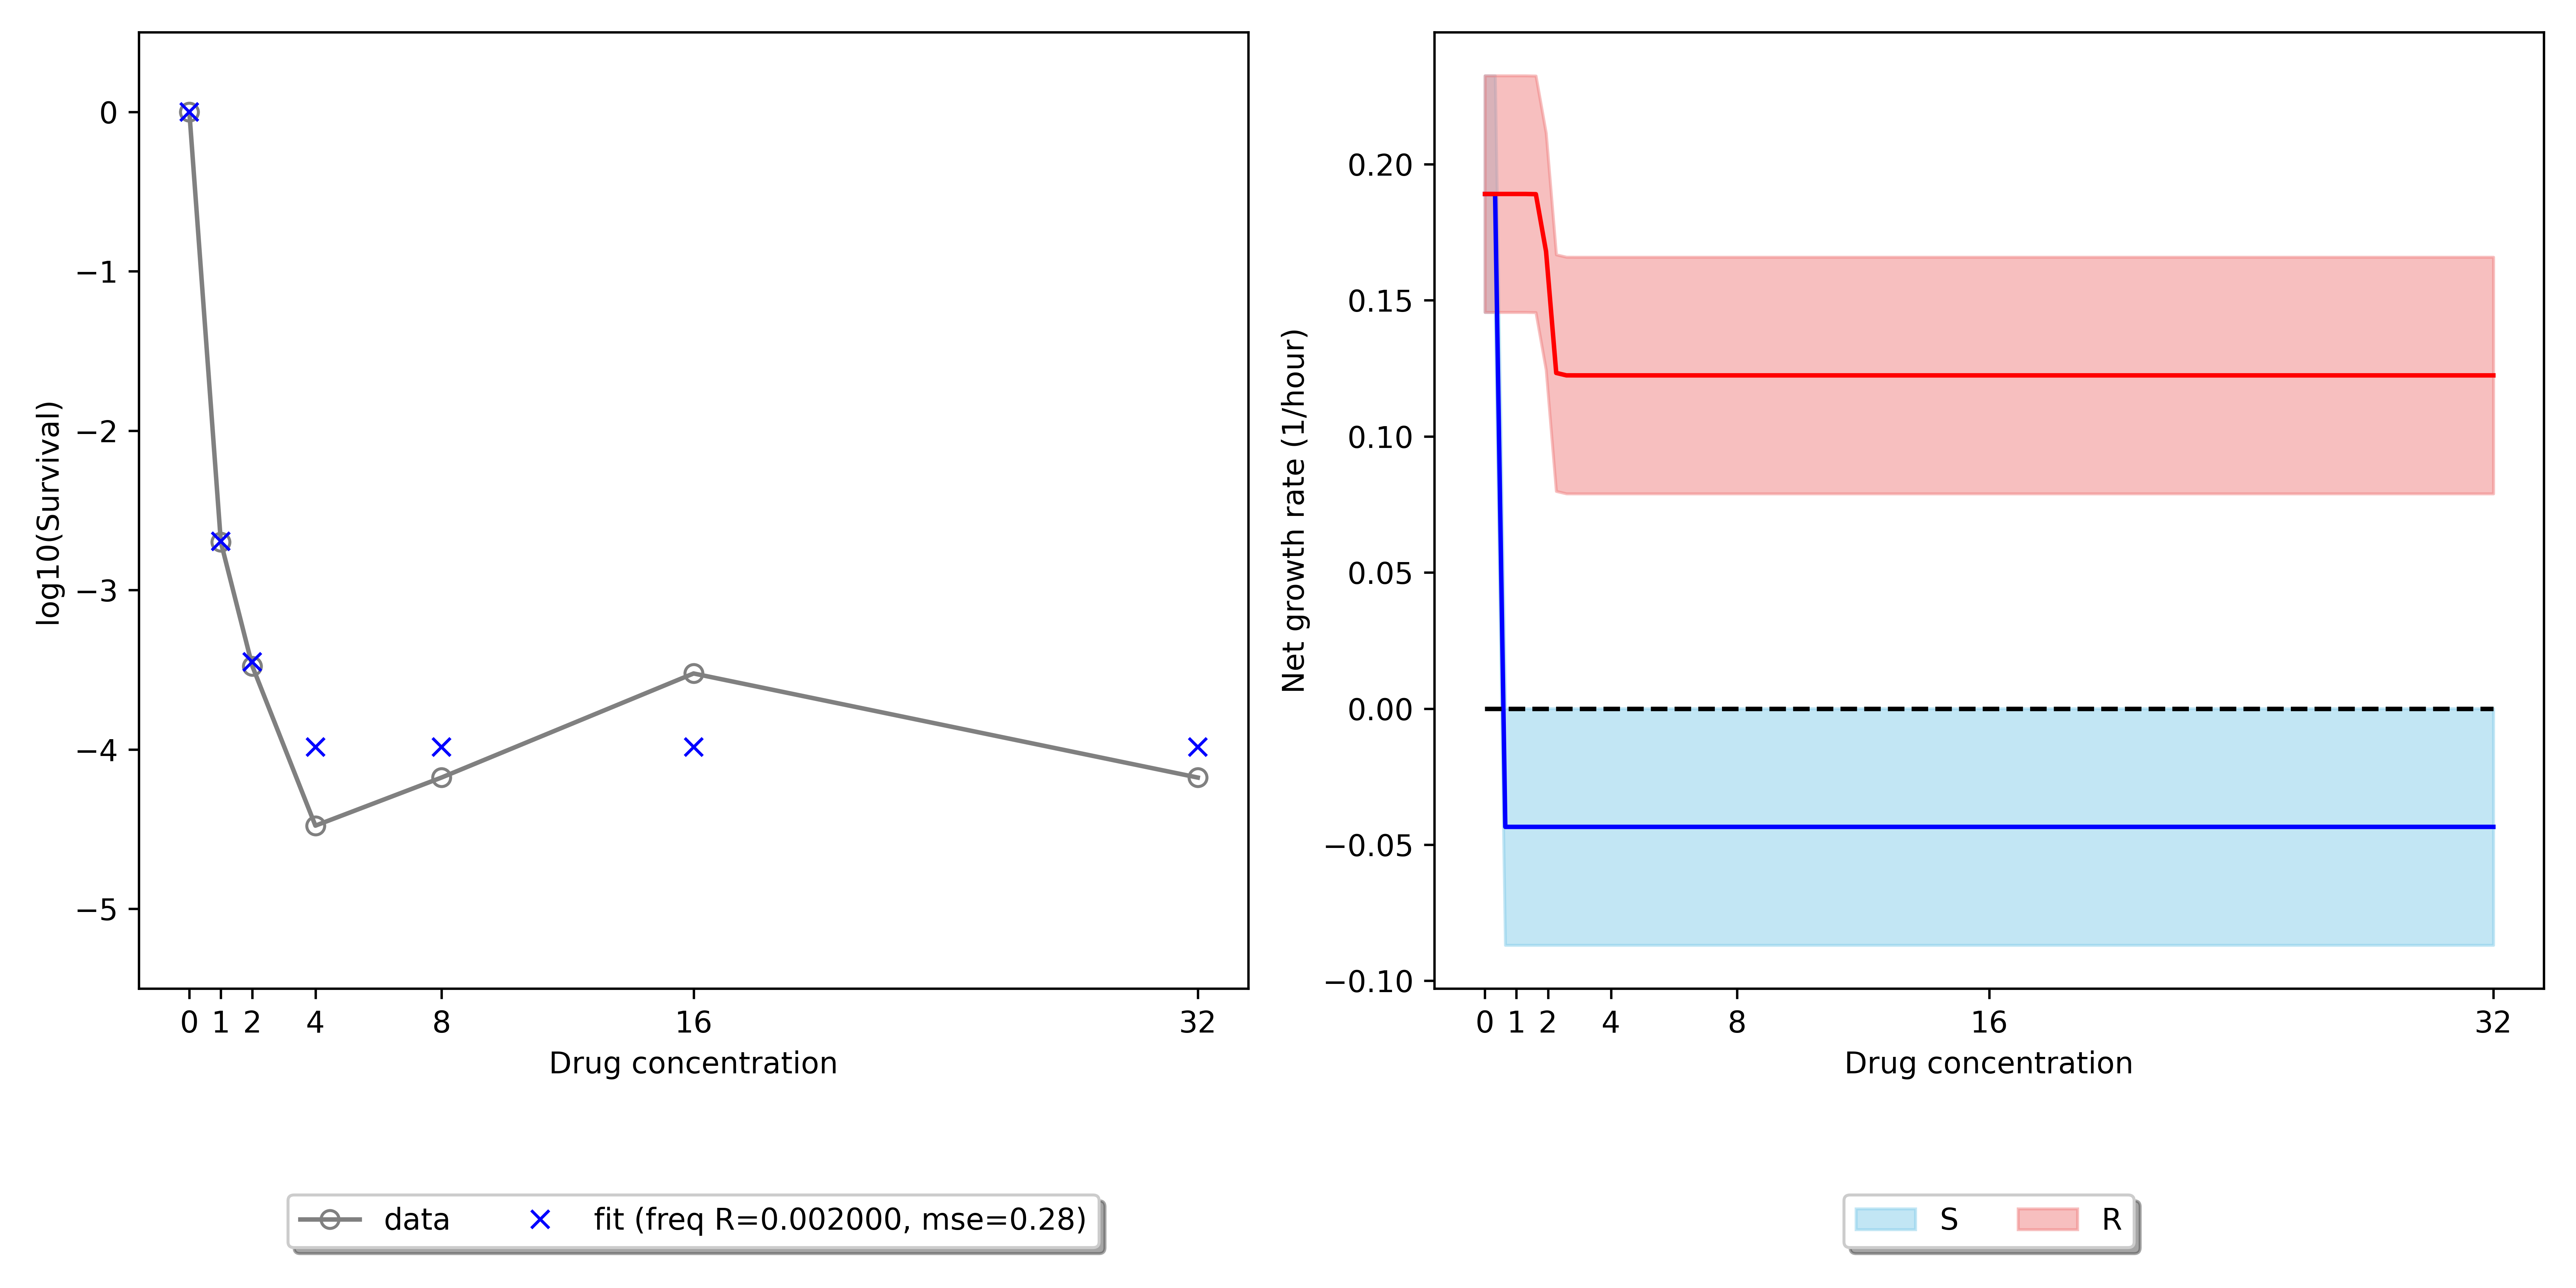 log10(Survival)
0
−1
−2
−3
−4
−5
0 1 2 4 8 16 32
Drug concentration
data fit (freq R=0.002000, mse=0.28)
Net growth rate (1/hour)
0.20
0.15
0.10
0.05
0.00
−0.05
−0.10
0 1 2 4 8 16 32
Drug concentration
S R